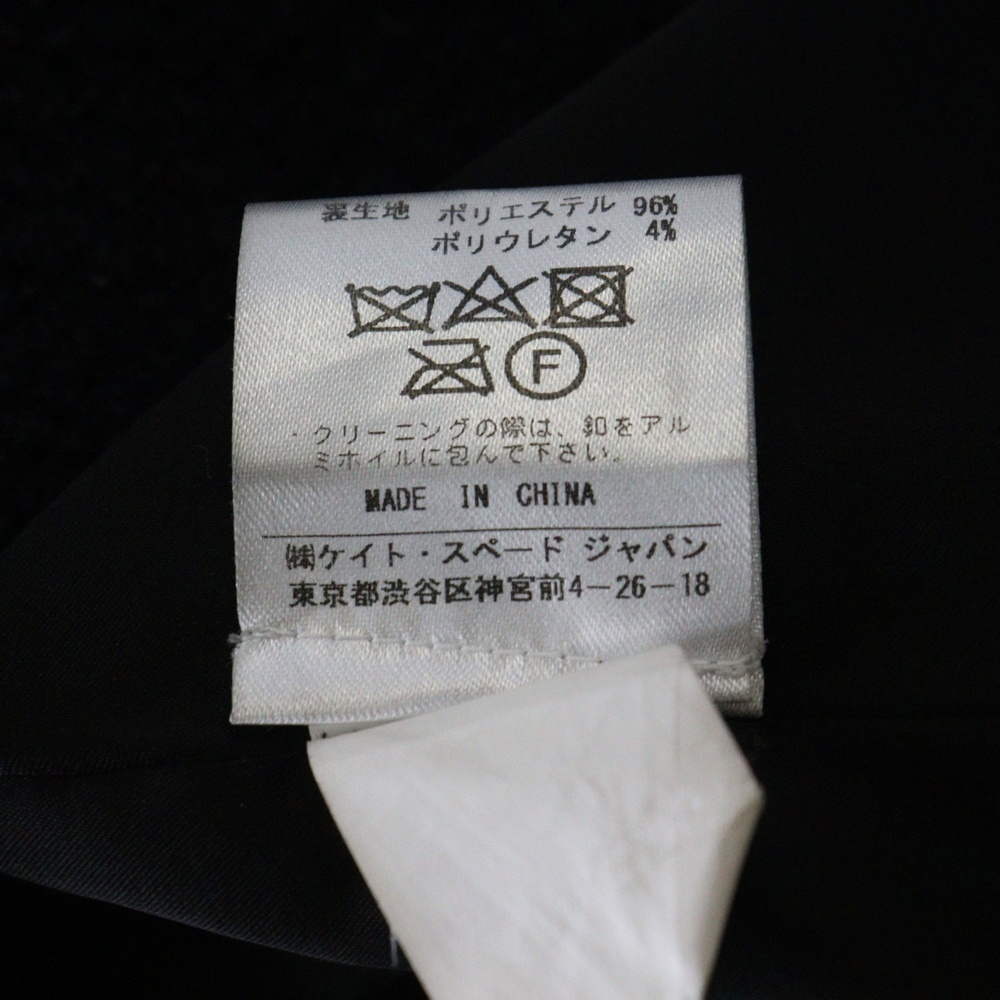 裏生地 ポリエステル 96%
ポリウレタン 4%
F
・クリーニングの際は、釦をアル
ミホイルに包んで下さい。
MADE IN CHINA
㈱ケイト・スペード ジャパン
東京都渋谷区神宮前4-26-18